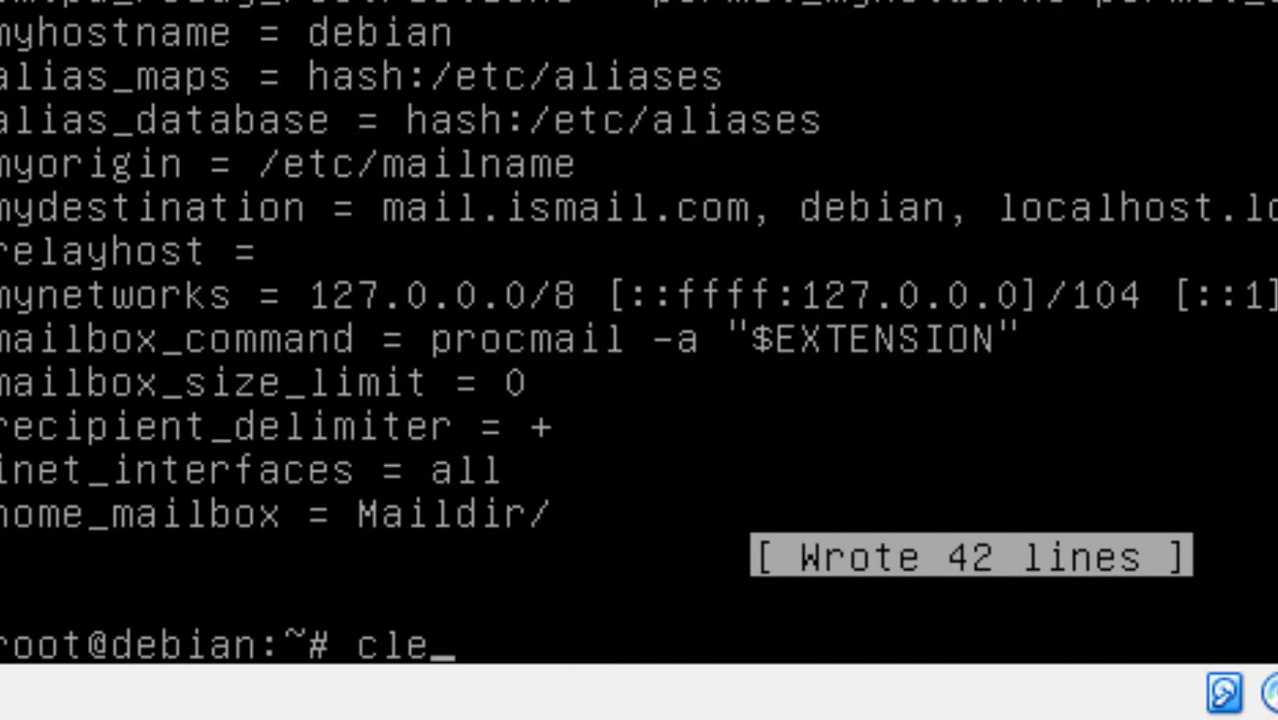 myhostname = debian
alias_maps = hash:/etc/aliases
alias_database = hash:/etc/aliases
myorigin = /etc/mailname
mydestination = mail.ismail.com, debian, localhost.lo
relayhost =
mynetworks = 127.0.0.0/8 [::ffff:127.0.0.0]/104 [::1]
mailbox_command = procmail -a "$EXTENSION"
mailbox_size_limit = 0
recipient_delimiter = +
inet_interfaces = all
home_mailbox = Maildir/
[ Wrote 42 lines ]
root@debian:~# cle_